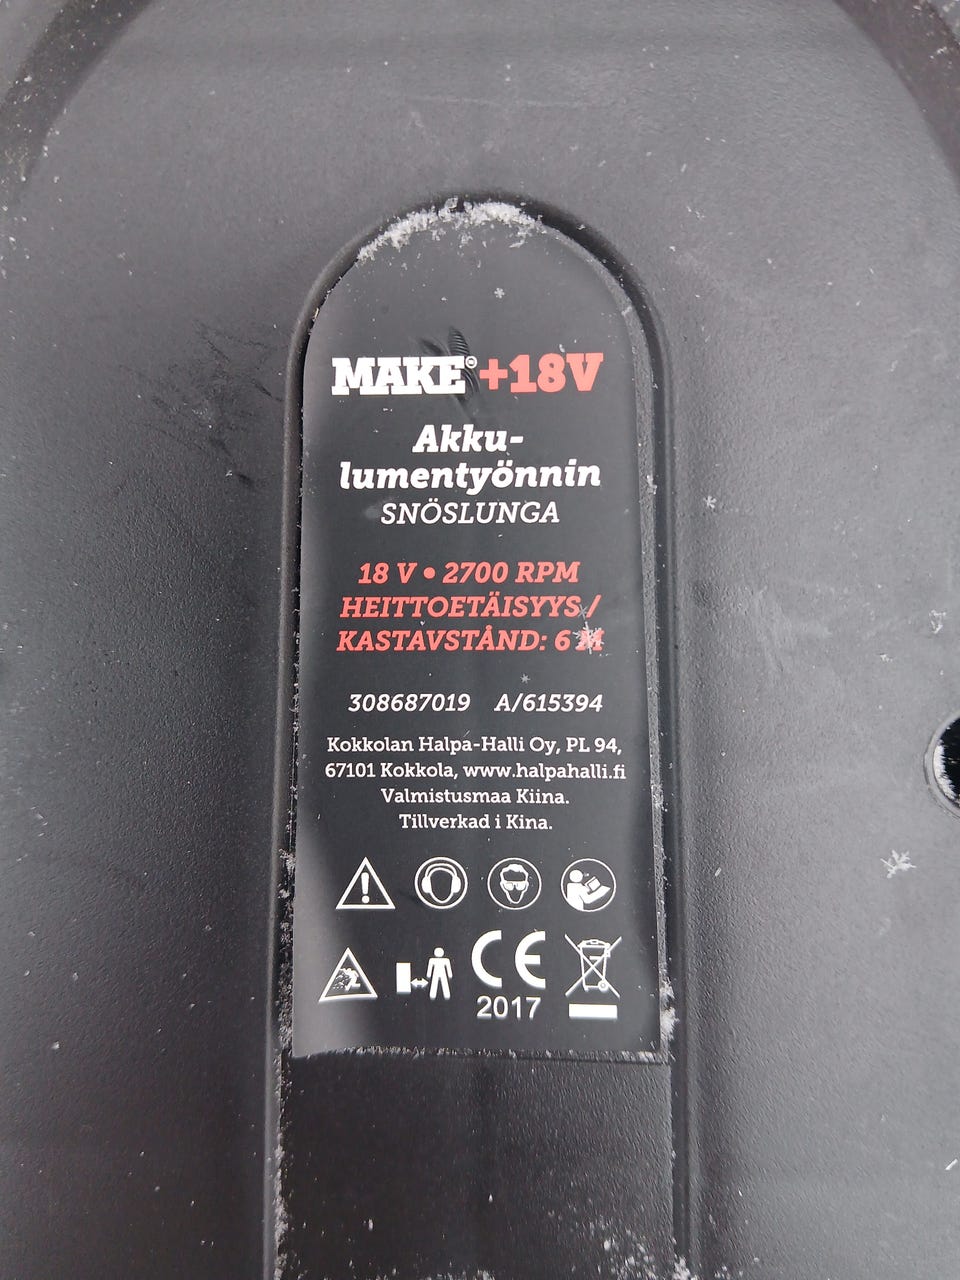 MAKE® +18V
Akku-
lumentyönnin
SNÖSLUNGA
18 V • 2700 RPM
HEITTOETÄISYYS /
KASTAVSTÅND: 6 M
308687019 A/615394
Kokkolan Halpa-Halli Oy, PL 94,
67101 Kokkola, www.halpahalli.fi
Valmistusmaa Kiina.
Tillverkad i Kina.
CE
2017